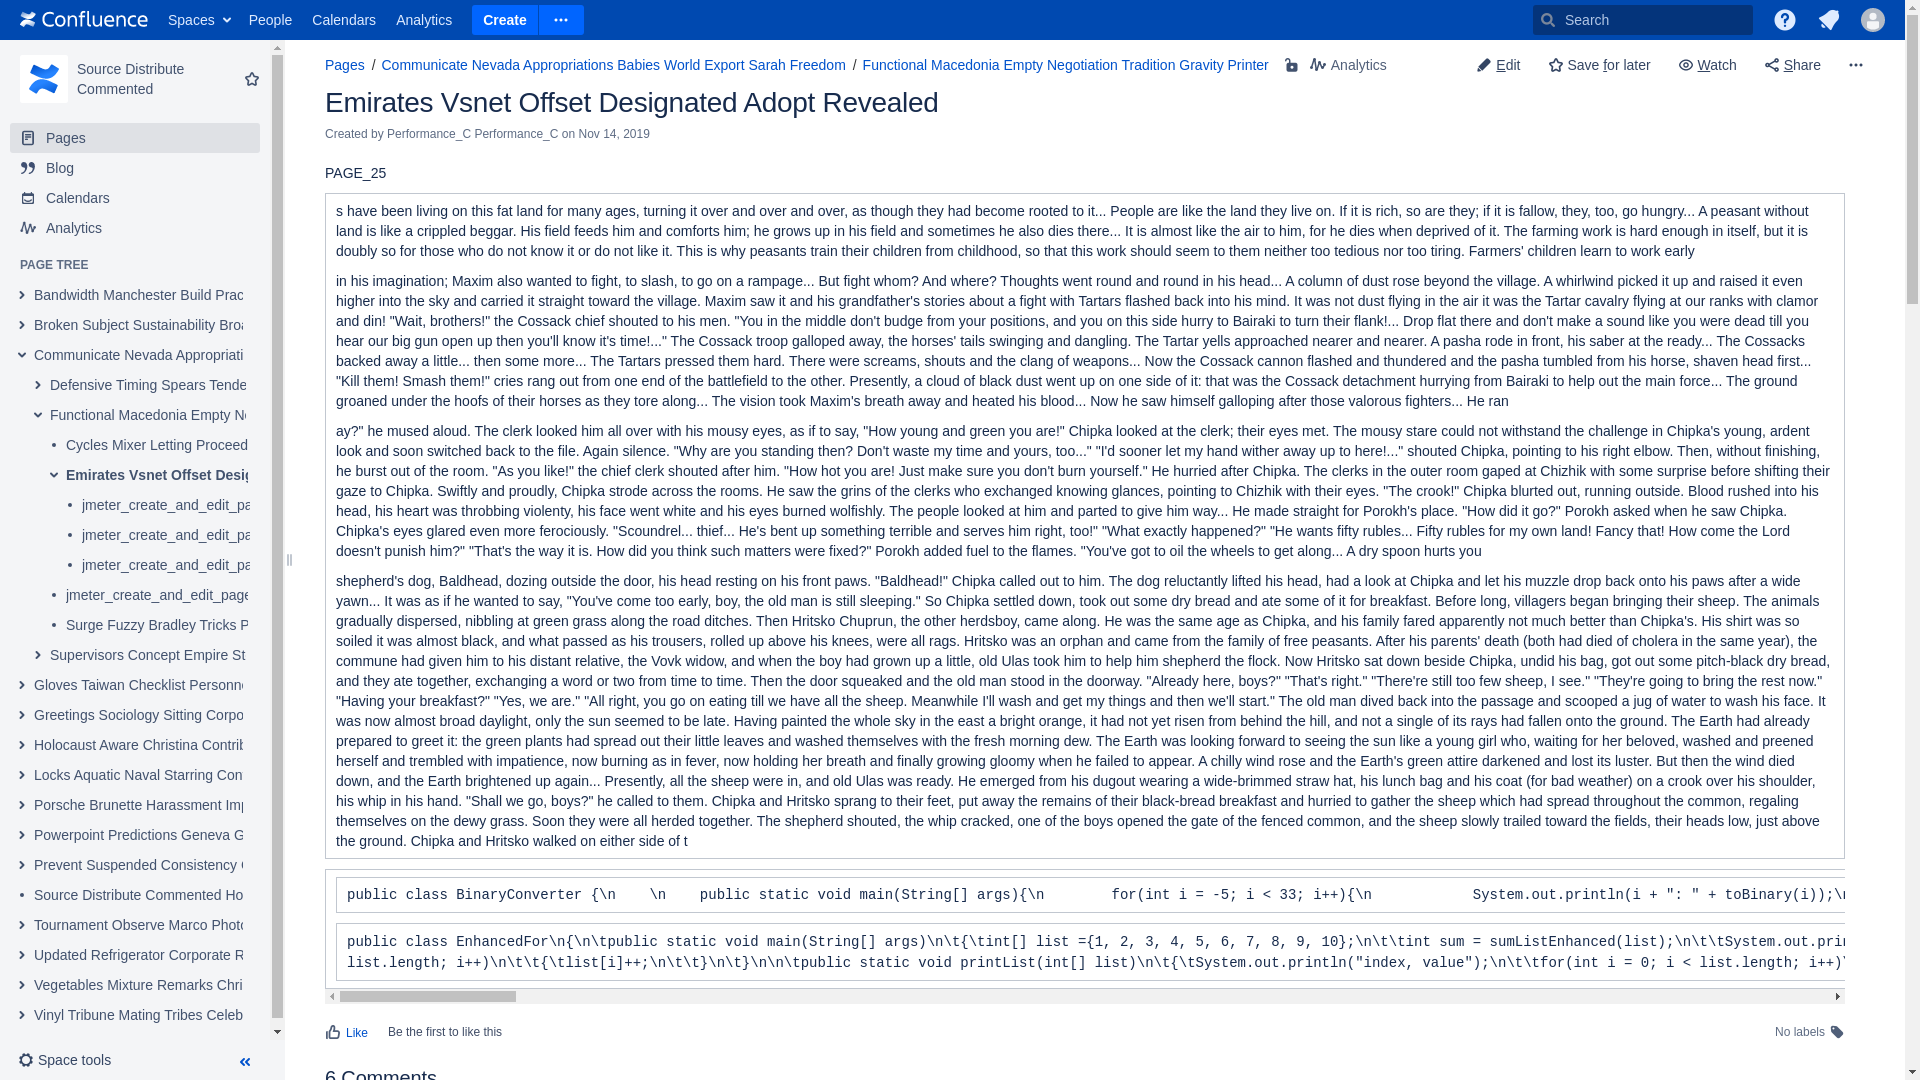 Confluence
Spaces
People
Calendars
Analytics
Create
Search
Source Distribute
Commented
Pages
Blog
Calendars
Analytics
PAGE TREE
Bandwidth Manchester Build Prac
Broken Subject Sustainability Broa
Communicate Nevada Appropriati
Defensive Timing Spears Tende
Functional Macedonia Empty Ne
Cycles Mixer Letting Proceed
Emirates Vsnet Offset Desig
jmeter_create_and_edit_pa
jmeter_create_and_edit_pa
jmeter_create_and_edit_pa
jmeter_create_and_edit_page
Surge Fuzzy Bradley Tricks P
Supervisors Concept Empire St
Gloves Taiwan Checklist Personne
Greetings Sociology Sitting Corpo
Holocaust Aware Christina Contrib
Locks Aquatic Naval Starring Con
Porsche Brunette Harassment Imp
Powerpoint Predictions Geneva G
Prevent Suspended Consistency
Source Distribute Commented Ho
Tournament Observe Marco Photo
Updated Refrigerator Corporate R
Vegetables Mixture Remarks Chri
Vinyl Tribune Mating Tribes Celeb
Space tools
Pages / Communicate Nevada Appropriations Babies World Export Sarah Freedom / Functional Macedonia Empty Negotiation Tradition Gravity Printer
Analytics
Edit
Save for later
Watch
Share
Emirates Vsnet Offset Designated Adopt Revealed
Created by Performance_C Performance_C on Nov 14, 2019
PAGE_25
s have been living on this fat land for many ages, turning it over and over and over, as though they had become rooted to it... People are like the land they live on. If it is rich, so are they; if it is fallow, they, too, go hungry... A peasant without
land is like a crippled beggar. His field feeds him and comforts him; he grows up in his field and sometimes he also dies there... It is almost like the air to him, for he dies when deprived of it. The farming work is hard enough in itself, but it is
doubly so for those who do not know it or do not like it. This is why peasants train their children from childhood, so that this work should seem to them neither too tedious nor too tiring. Farmers' children learn to work early
in his imagination; Maxim also wanted to fight, to slash, to go on a rampage... But fight whom? And where? Thoughts went round and round in his head... A column of dust rose beyond the village. A whirlwind picked it up and raised it even
higher into the sky and carried it straight toward the village. Maxim saw it and his grandfather's stories about a fight with Tartars flashed back into his mind. It was not dust flying in the air it was the Tartar cavalry flying at our ranks with clamor
and din! "Wait, brothers!" the Cossack chief shouted to his men. "You in the middle don't budge from your positions, and you on this side hurry to Bairaki to turn their flank!... Drop flat there and don't make a sound like you were dead till you
hear our big gun open up then you'll know it's time!..." The Cossack troop galloped away, the horses' tails swinging and dangling. The Tartar yells approached nearer and nearer. A pasha rode in front, his saber at the ready... The Cossacks
backed away a little... then some more... The Tartars pressed them hard. There were screams, shouts and the clang of weapons... Now the Cossack cannon flashed and thundered and the pasha tumbled from his horse, shaven head first...
"Kill them! Smash them!" cries rang out from one end of the battlefield to the other. Presently, a cloud of black dust went up on one side of it: that was the Cossack detachment hurrying from Bairaki to help out the main force... The ground
groaned under the hoofs of their horses as they tore along... The vision took Maxim's breath away and heated his blood... Now he saw himself galloping after those valorous fighters... He ran
ay?" he mused aloud. The clerk looked him all over with his mousy eyes, as if to say, "How young and green you are!" Chipka looked at the clerk; their eyes met. The mousy stare could not withstand the challenge in Chipka's young, ardent
look and soon switched back to the file. Again silence. "Why are you standing then? Don't waste my time and yours, too..." "I'd sooner let my hand wither away up to here!..." shouted Chipka, pointing to his right elbow. Then, without finishing,
he burst out of the room. "As you like!" the chief clerk shouted after him. "How hot you are! Just make sure you don't burn yourself." He hurried after Chipka. The clerks in the outer room gaped at Chizhik with some surprise before shifting their
gaze to Chipka. Swiftly and proudly, Chipka strode across the rooms. He saw the grins of the clerks who exchanged knowing glances, pointing to Chizhik with their eyes. "The crook!" Chipka blurted out, running outside. Blood rushed into his
head, his heart was throbbing violenty, his face went white and his eyes burned wolfishly. The people looked at him and parted to give him way... He made straight for Porokh's place. "How did it go?" Porokh asked when he saw Chipka.
Chipka's eyes glared even more ferociously. "Scoundrel... thief... He's bent up something terrible and serves him right, too!" "What exactly happened?" "He wants fifty rubles... Fifty rubles for my own land! Fancy that! How come the Lord
doesn't punish him?" "That's the way it is. How did you think such matters were fixed?" Porokh added fuel to the flames. "You've got to oil the wheels to get along... A dry spoon hurts you
shepherd's dog, Baldhead, dozing outside the door, his head resting on his front paws. "Baldhead!" Chipka called out to him. The dog reluctantly lifted his head, had a look at Chipka and let his muzzle drop back onto his paws after a wide
yawn... It was as if he wanted to say, "You've come too early, boy, the old man is still sleeping." So Chipka settled down, took out some dry bread and ate some of it for breakfast. Before long, villagers began bringing their sheep. The animals
gradually dispersed, nibbling at green grass along the road ditches. Then Hritsko Chuprun, the other herdsboy, came along. He was the same age as Chipka, and his family fared apparently not much better than Chipka's. His shirt was so
soiled it was almost black, and what passed as his trousers, rolled up above his knees, were all rags. Hritsko was an orphan and came from the family of free peasants. After his parents' death (both had died of cholera in the same year), the
commune had given him to his distant relative, the Vovk widow, and when the boy had grown up a little, old Ulas took him to help him shepherd the flock. Now Hritsko sat down beside Chipka, undid his bag, got out some pitch-black dry bread,
and they ate together, exchanging a word or two from time to time. Then the door squeaked and the old man stood in the doorway. "Already here, boys?" "That's right." "There're still too few sheep, I see." "They're going to bring the rest now."
"Having your breakfast?" "Yes, we are." "All right, you go on eating till we have all the sheep. Meanwhile I'll wash and get my things and then we'll start." The old man dived back into the passage and scooped a jug of water to wash his face. It
was now almost broad daylight, only the sun seemed to be late. Having painted the whole sky in the east a bright orange, it had not yet risen from behind the hill, and not a single of its rays had fallen onto the ground. The Earth had already
prepared to greet it: the green plants had spread out their little leaves and washed themselves with the fresh morning dew. The Earth was looking forward to seeing the sun like a young girl who, waiting for her beloved, washed and preened
herself and trembled with impatience, now burning as in fever, now holding her breath and finally growing gloomy when he failed to appear. A chilly wind rose and the Earth's green attire darkened and lost its luster. But then the wind died
down, and the Earth brightened up again... Presently, all the sheep were in, and old Ulas was ready. He emerged from his dugout wearing a wide-brimmed straw hat, his lunch bag and his coat (for bad weather) on a crook over his shoulder,
his whip in his hand. "Shall we go, boys?" he called to them. Chipka and Hritsko sprang to their feet, put away the remains of their black-bread breakfast and hurried to gather the sheep which had spread throughout the common, regaling
themselves on the dewy grass. Soon they were all herded together. The shepherd shouted, the whip cracked, one of the boys opened the gate of the fenced common, and the sheep slowly trailed toward the fields, their heads low, just above
the ground. Chipka and Hritsko walked on either side of t
public class BinaryConverter {\n    \n    public static void main(String[] args){\n        for(int i = -5; i < 33; i++){\n            System.out.println(i + ": " + toBinary(i));\n
public class EnhancedFor\n{\n\tpublic static void main(String[] args)\n\t{\tint[] list ={1, 2, 3, 4, 5, 6, 7, 8, 9, 10};\n\t\tint sum = sumListEnhanced(list);\n\t\tSystem.out.prin
list.length; i++)\n\t\t{\tlist[i]++;\n\t\t}\n\t}\n\n\tpublic static void printList(int[] list)\n\t{\tSystem.out.println("index, value");\n\t\tfor(int i = 0; i < list.length; i++)\
Like
Be the first to like this
No labels
6 Comments